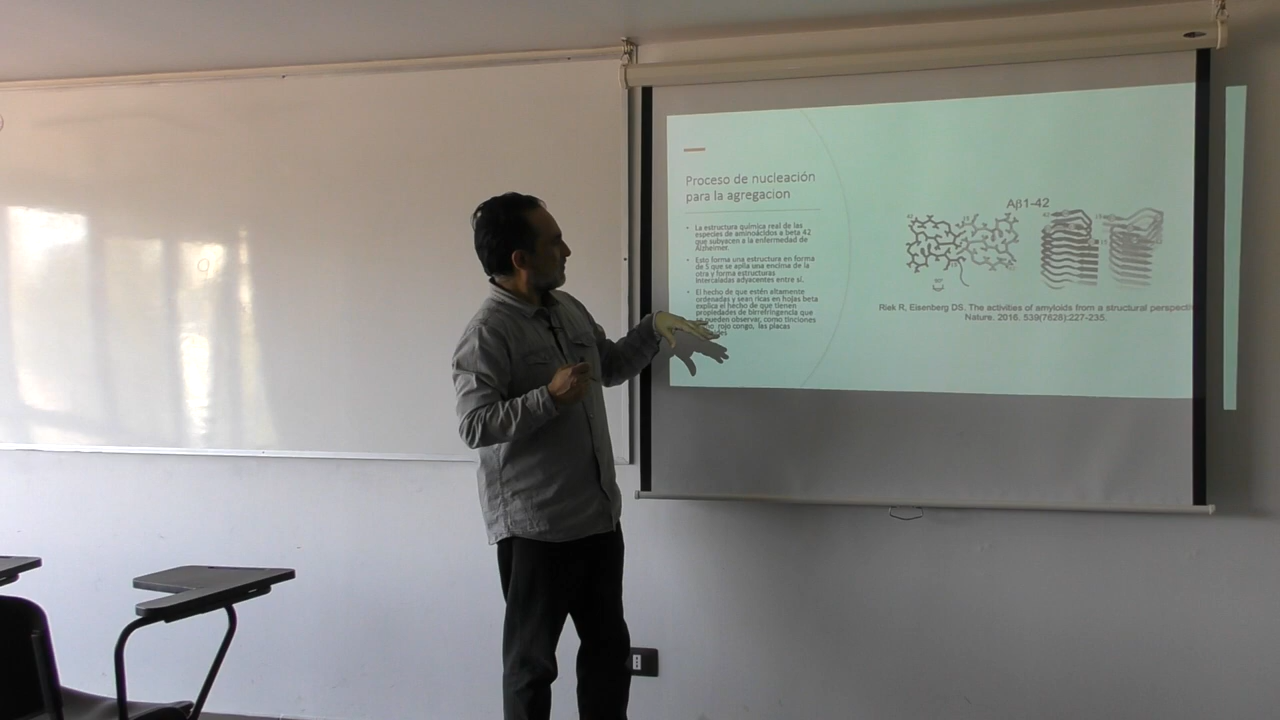 Proceso de nucleación
para la agregacion
• La estructura química real de las
especies de aminoácidos a beta 42
que subyacen a la enfermedad de
Alzheimer.
• Esto forma una estructura en forma
de S que se apila una encima de la
otra y forma estructuras
intercaladas adyacentes entre sí.
• El hecho de que estén altamente
ordenadas y sean ricas en hojas beta
explica el hecho de que tienen
propiedades de birrefringencia que
se pueden observar, como tinciones
rojo congo, las placas
Aβ1-42
Riek R, Eisenberg DS. The activities of amyloids from a structural
Nature. 2016. 539(7628):227-235.